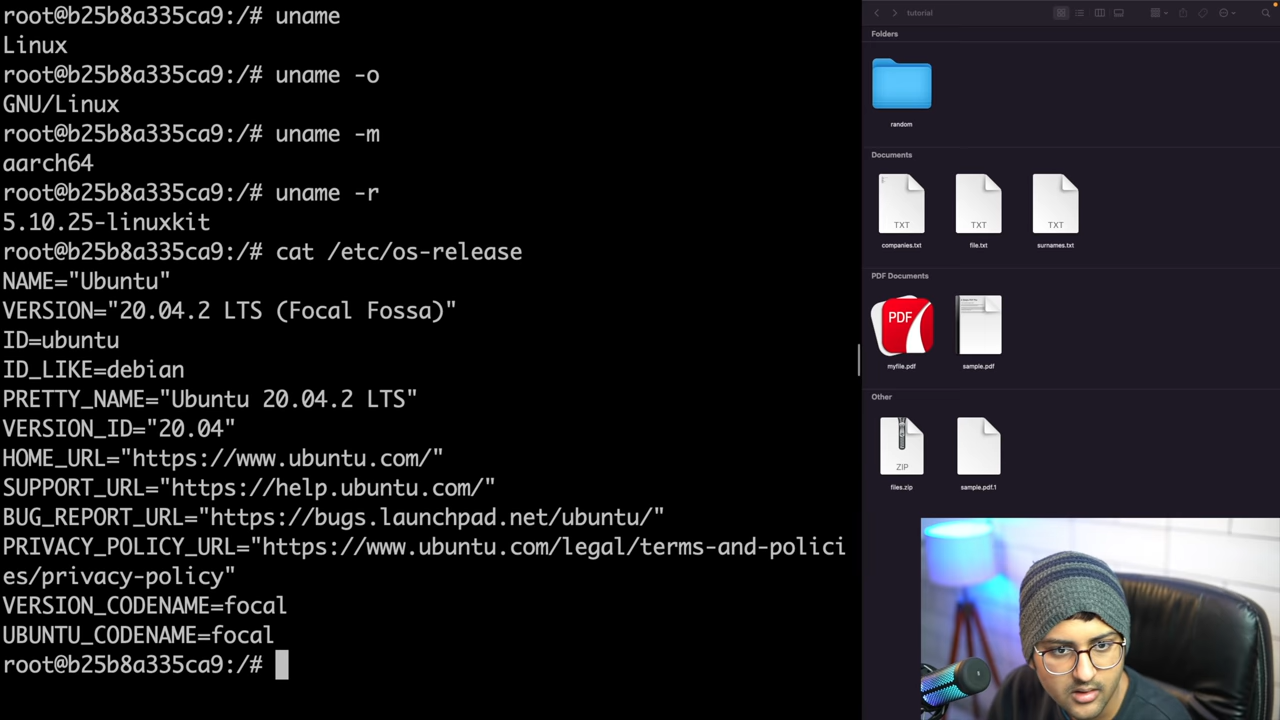 root@b25b8a335ca9:/# uname
Linux
root@b25b8a335ca9:/# uname -o
GNU/Linux
root@b25b8a335ca9:/# uname -m
aarch64
root@b25b8a335ca9:/# uname -r
5.10.25-linuxkit
root@b25b8a335ca9:/# cat /etc/os-release
NAME="Ubuntu"
VERSION="20.04.2 LTS (Focal Fossa)"
ID=ubuntu
ID_LIKE=debian
PRETTY_NAME="Ubuntu 20.04.2 LTS"
VERSION_ID="20.04"
HOME_URL="https://www.ubuntu.com/"
SUPPORT_URL="https://help.ubuntu.com/"
BUG_REPORT_URL="https://bugs.launchpad.net/ubuntu/"
PRIVACY_POLICY_URL="https://www.ubuntu.com/legal/terms-and-polici
es/privacy-policy"
VERSION_CODENAME=focal
UBUNTU_CODENAME=focal
root@b25b8a335ca9:/#
tutorial
Folders
random
Documents
TXT TXT TXT
companies.txt file.txt surnames.txt
PDF Documents
PDF
myfile.pdf sample.pdf
Other
ZIP
files.zip sample.pdf.1